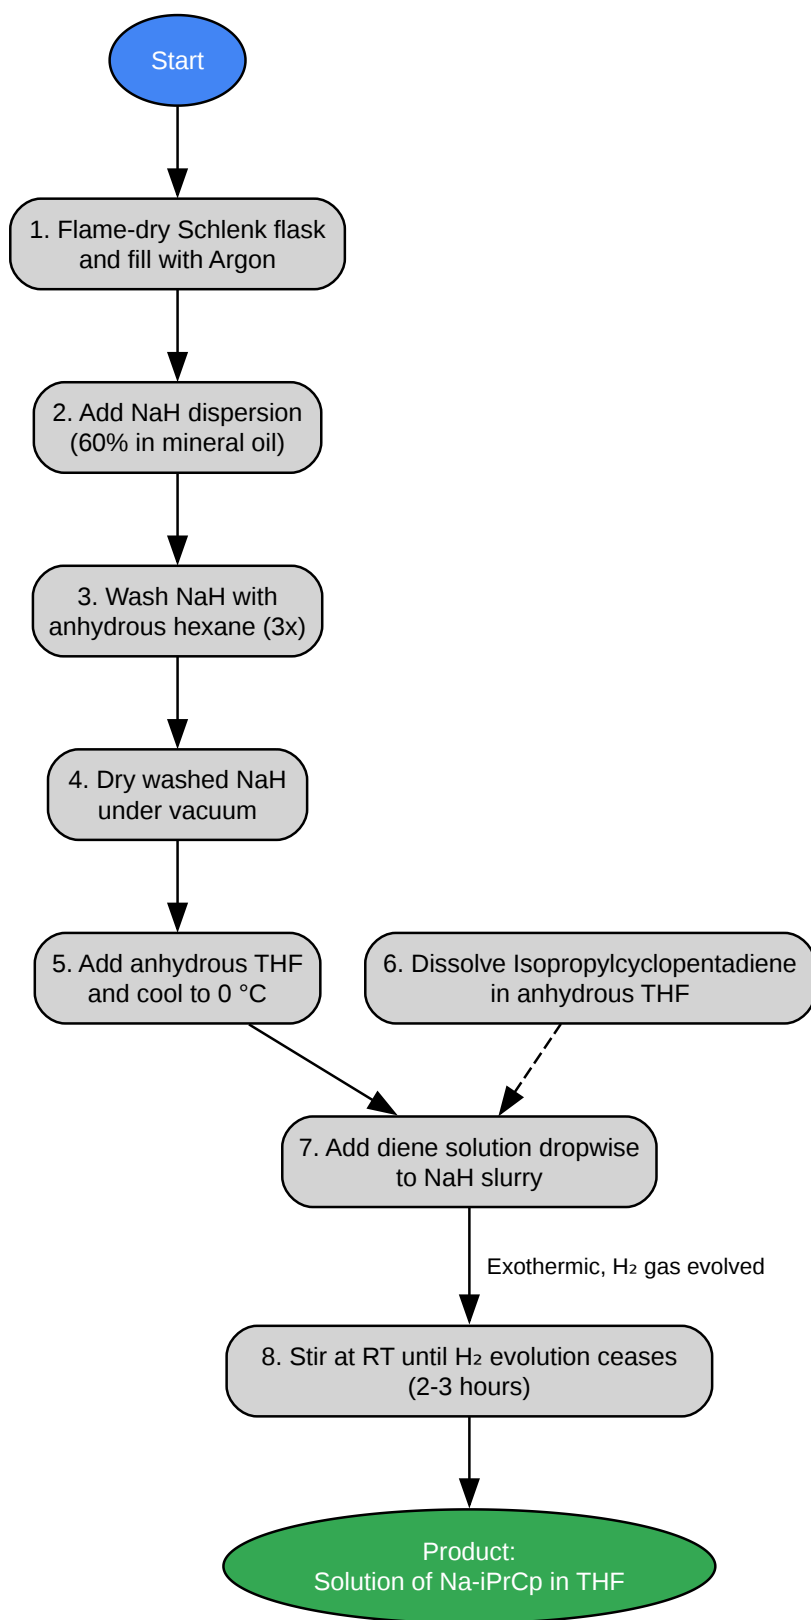 Start
1. Flame-dry Schlenk flask
and fill with Argon
2. Add NaH dispersion
(60% in mineral oil)
3. Wash NaH with
anhydrous hexane (3x)
4. Dry washed NaH
under vacuum
5. Add anhydrous THF
and cool to 0 °C
6. Dissolve Isopropylcyclopentadiene
in anhydrous THF
7. Add diene solution dropwise
to NaH slurry
Exothermic, H₂ gas evolved
8. Stir at RT until H₂ evolution ceases
(2-3 hours)
Product:
Solution of Na-iPrCp in THF